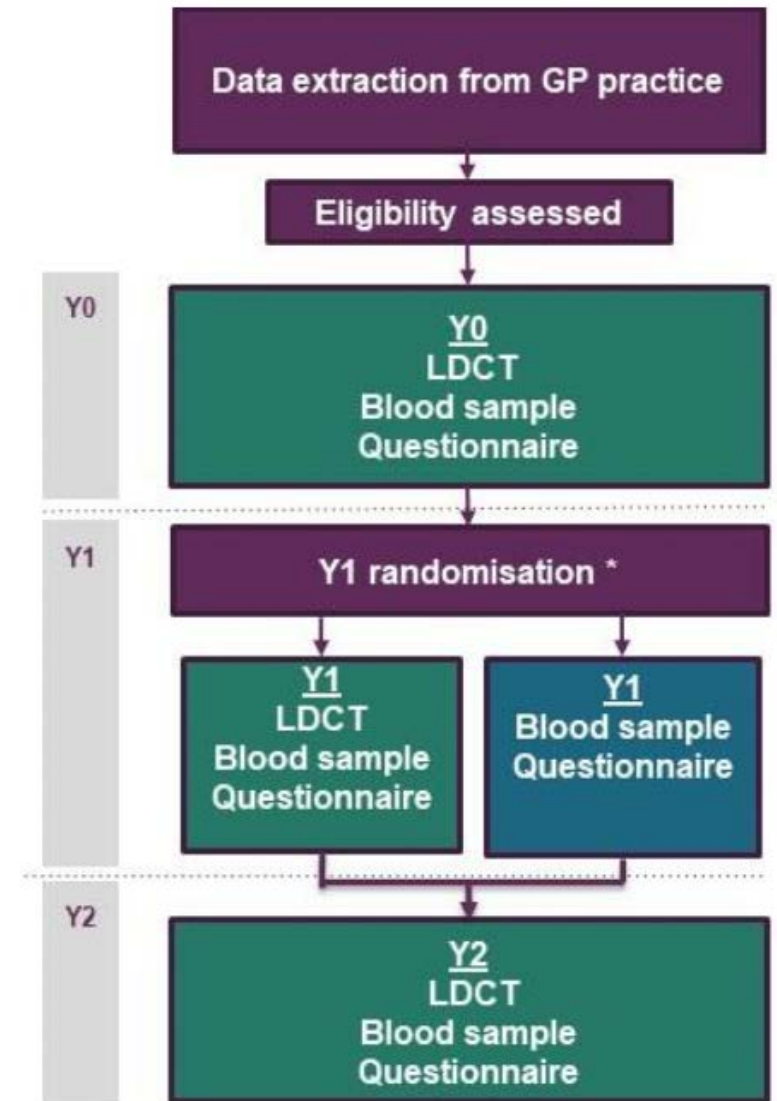 Data extraction from GP practice
Eligibility assessed
Y0
Y0
LDCT
Blood sample
Questionnaire
Y1
Y1 randomisation *
Y1
LDCT
Blood sample
Questionnaire
Y1
Blood sample
Questionnaire
Y2
Y2
LDCT
Blood sample
Questionnaire